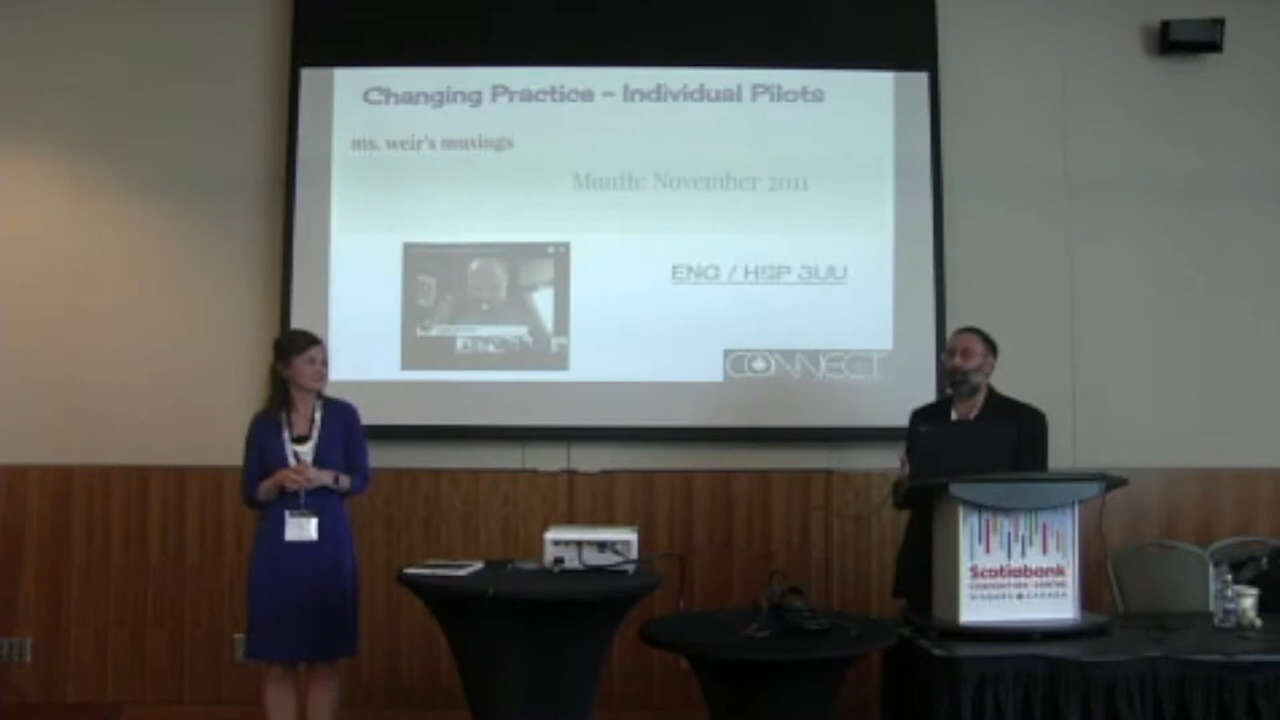 Changing Practice - Individual Pilots
ms. weir's musings
Month: November 2011
ENG / HSP 3UU
CONNECT
Scotiabank
CONVENTION CENTRE
NIAGARA CANADA